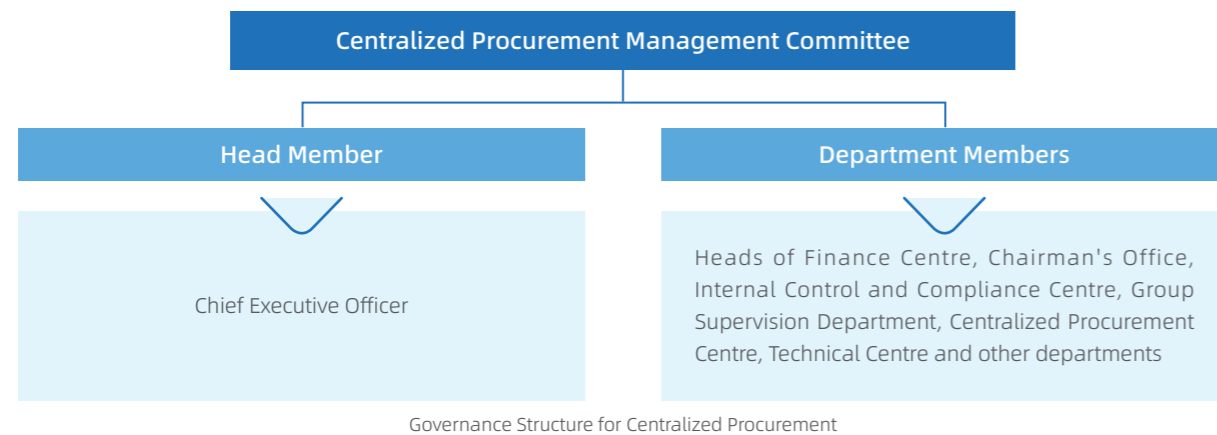 Centralized Procurement Management Committee
Head Member
Department Members
Chief Executive Officer
Heads of Finance Centre, Chairman's Office,
Internal Control and Compliance Centre, Group
Supervision Department, Centralized Procurement
Centre, Technical Centre and other departments
Governance Structure for Centralized Procurement